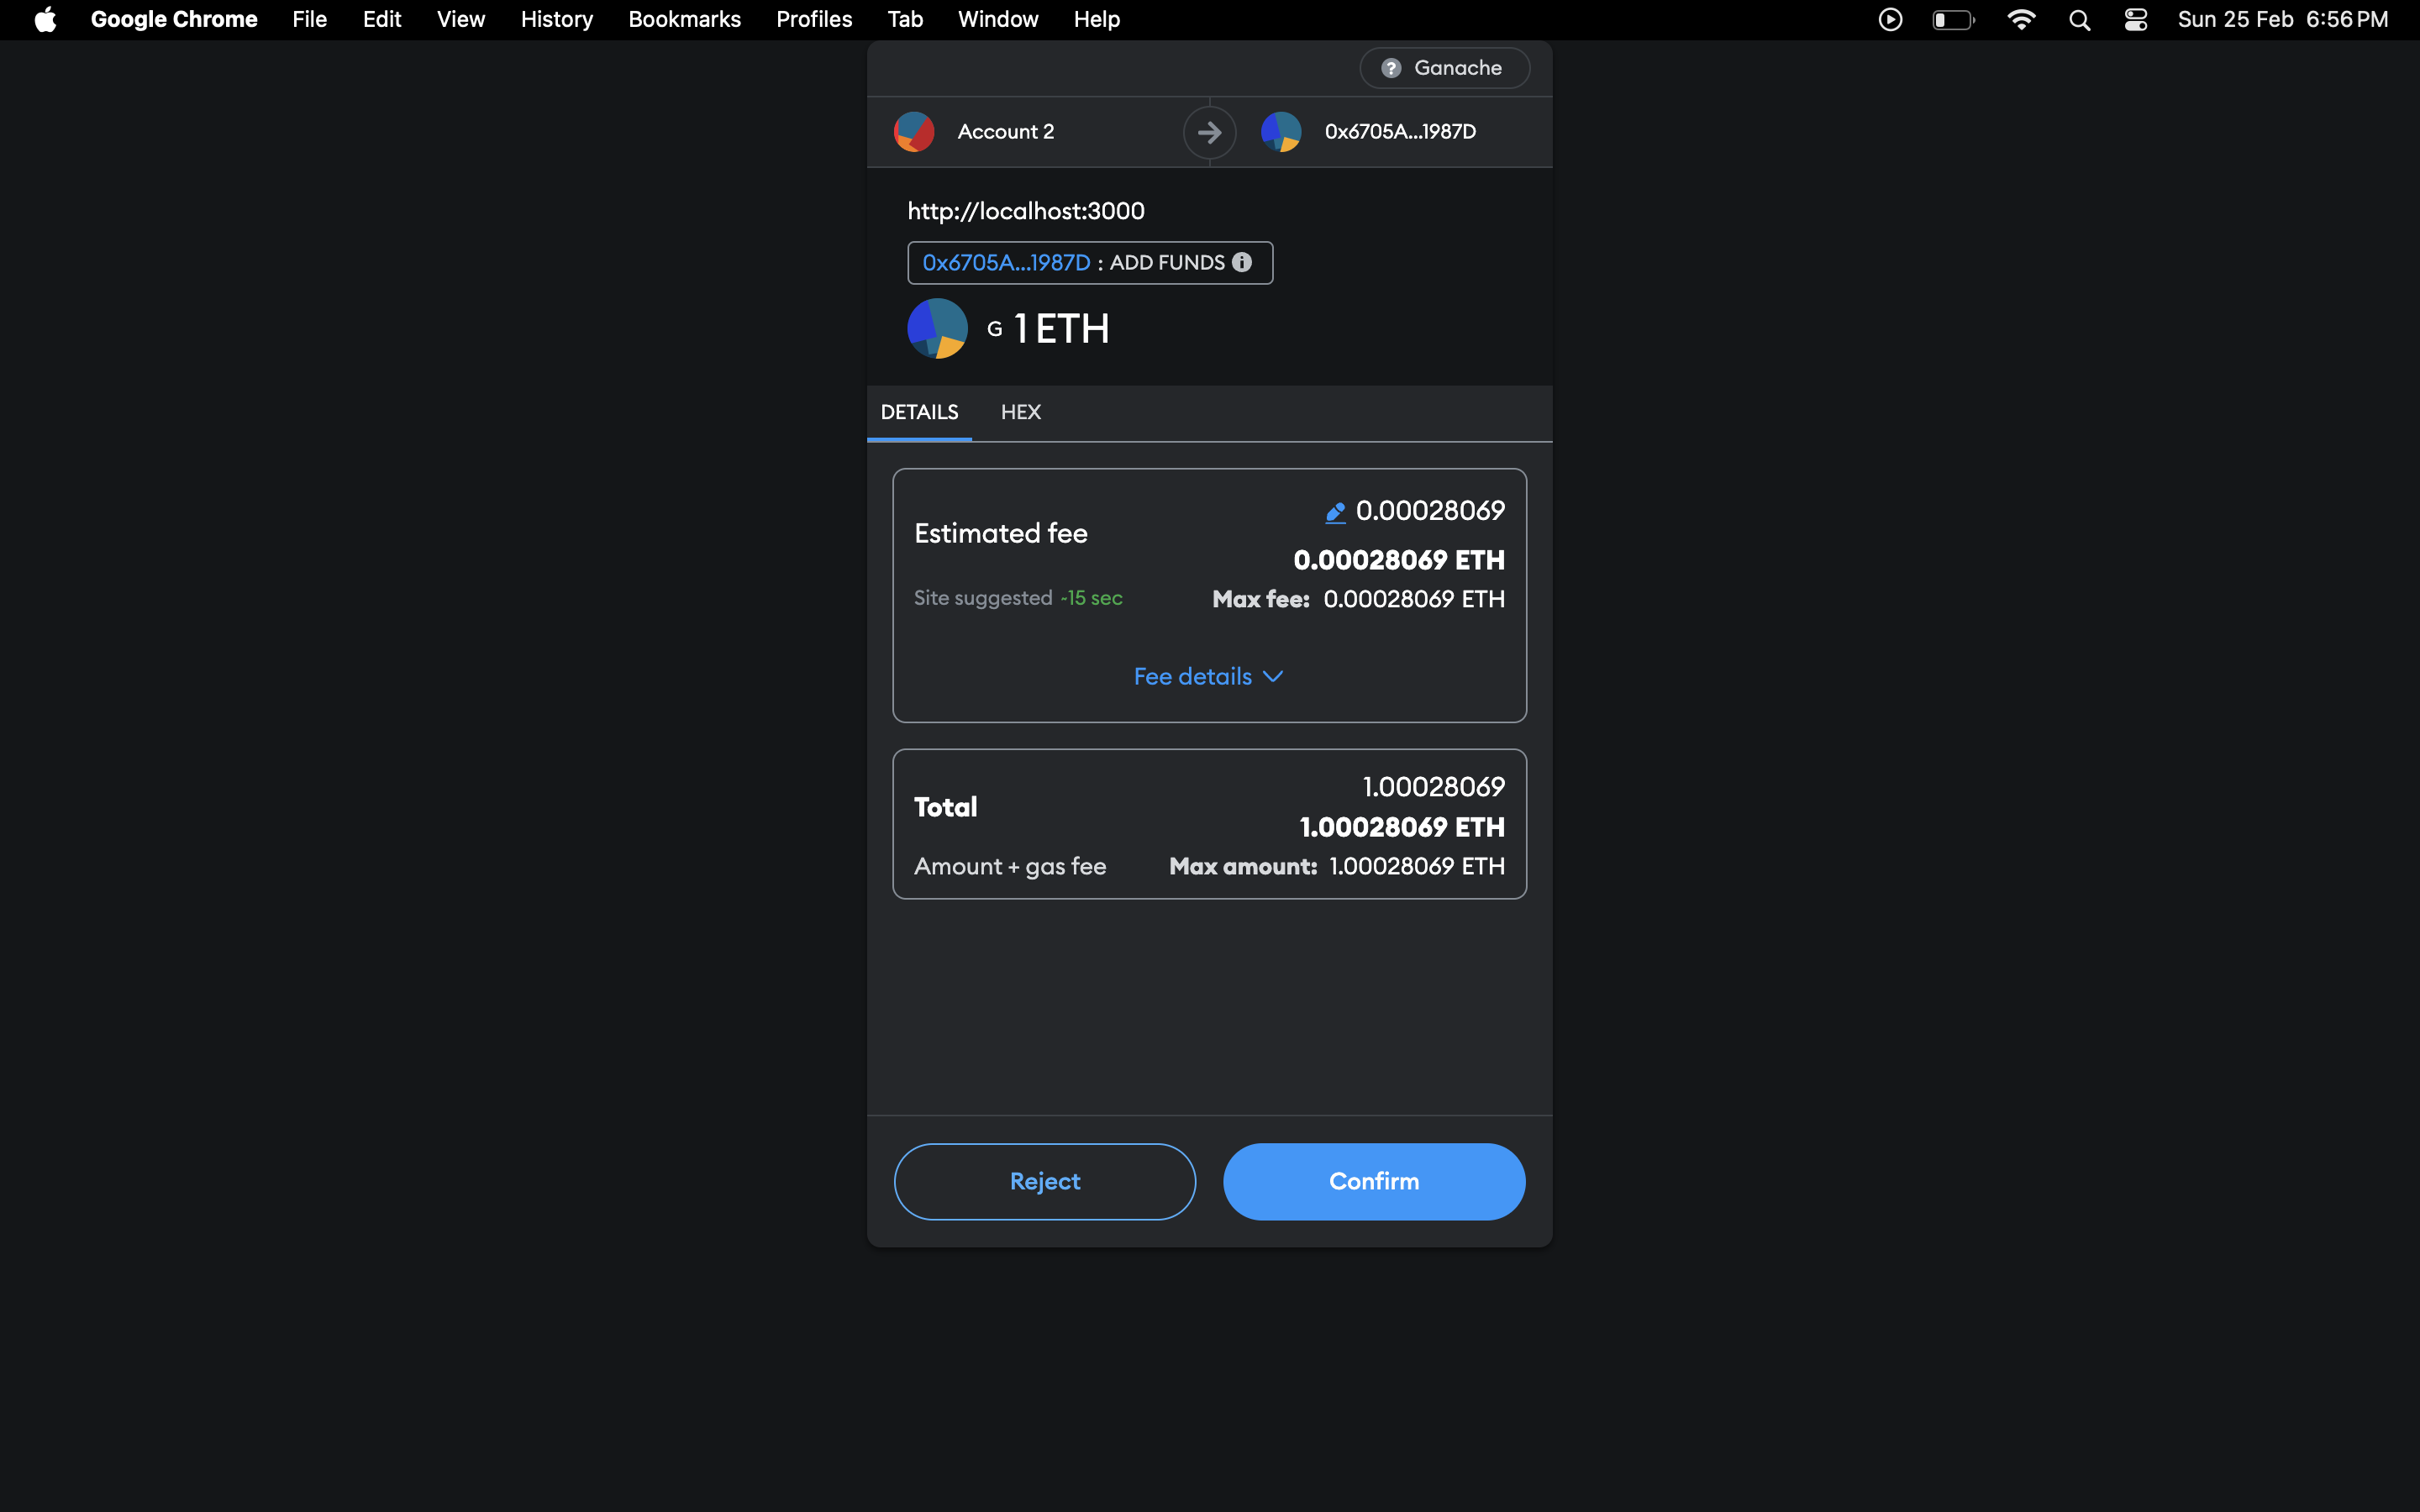 Google Chrome File Edit View History Bookmarks Profiles Tab Window Help Sun 25 Feb 6:56 PM
? Ganache
Account 2 0x6705A...1987D
http://localhost:3000
0x6705A...1987D : ADD FUNDS
G 1 ETH
DETAILS HEX
0.00028069
Estimated fee
0.00028069 ETH
Site suggested ~15 sec Max fee: 0.00028069 ETH
Fee details
1.00028069
Total
1.00028069 ETH
Amount + gas fee Max amount: 1.00028069 ETH
Reject Confirm